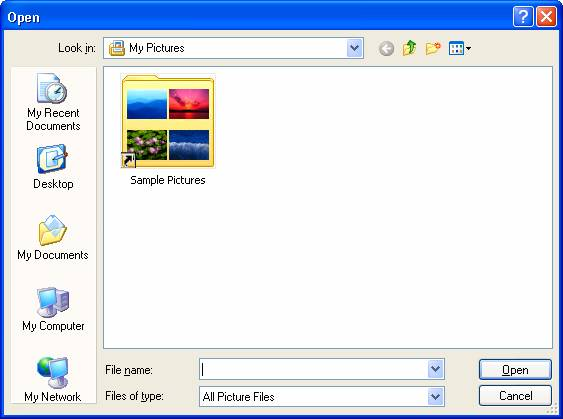 Open
Look in:
My Pictures
My Recent
Documents
Desktop
My Documents
My Computer
My Network
Sample Pictures
File name:
Open
Files of type:
All Picture Files
Cancel